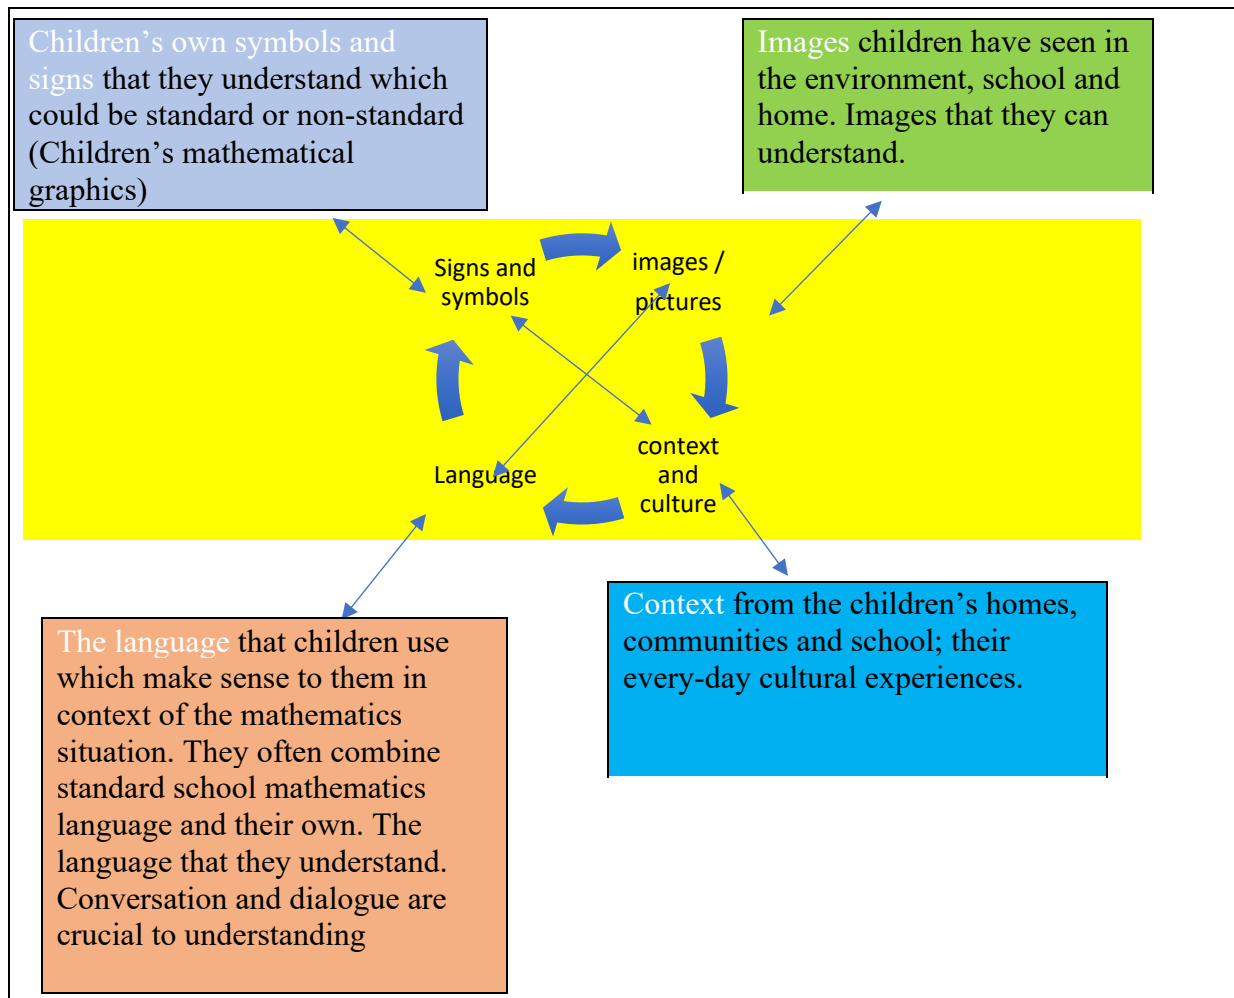 Children’s own symbols and
signs that they understand which
could be standard or non-standard
(Children’s mathematical
graphics)
Images children have seen in
the environment, school and
home. Images that they can
understand.
Signs and
symbols
images /
pictures
context
and
culture
Language
The language that children use
which make sense to them in
context of the mathematics
situation. They often combine
standard school mathematics
language and their own. The
language that they understand.
Conversation and dialogue are
crucial to understanding
Context from the children’s homes,
communities and school; their
every-day cultural experiences.